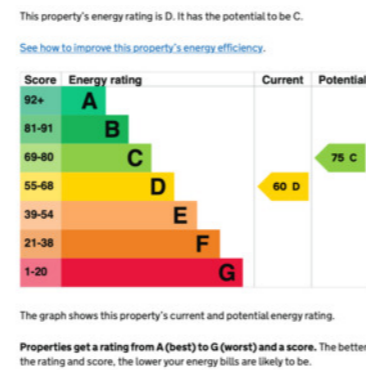 This property's energy rating is D. It has the potential to be C.
See how to improve this property's energy efficiency.
Score Energy rating Current Potential
92+ A
81-91 B
69-80 C 75 C
55-68 D 60 D
39-54 E
21-38 F
1-20 G
The graph shows this property's current and potential energy rating.
Properties get a rating from A (best) to G (worst) and a score. The better
the rating and score, the lower your energy bills are likely to be.